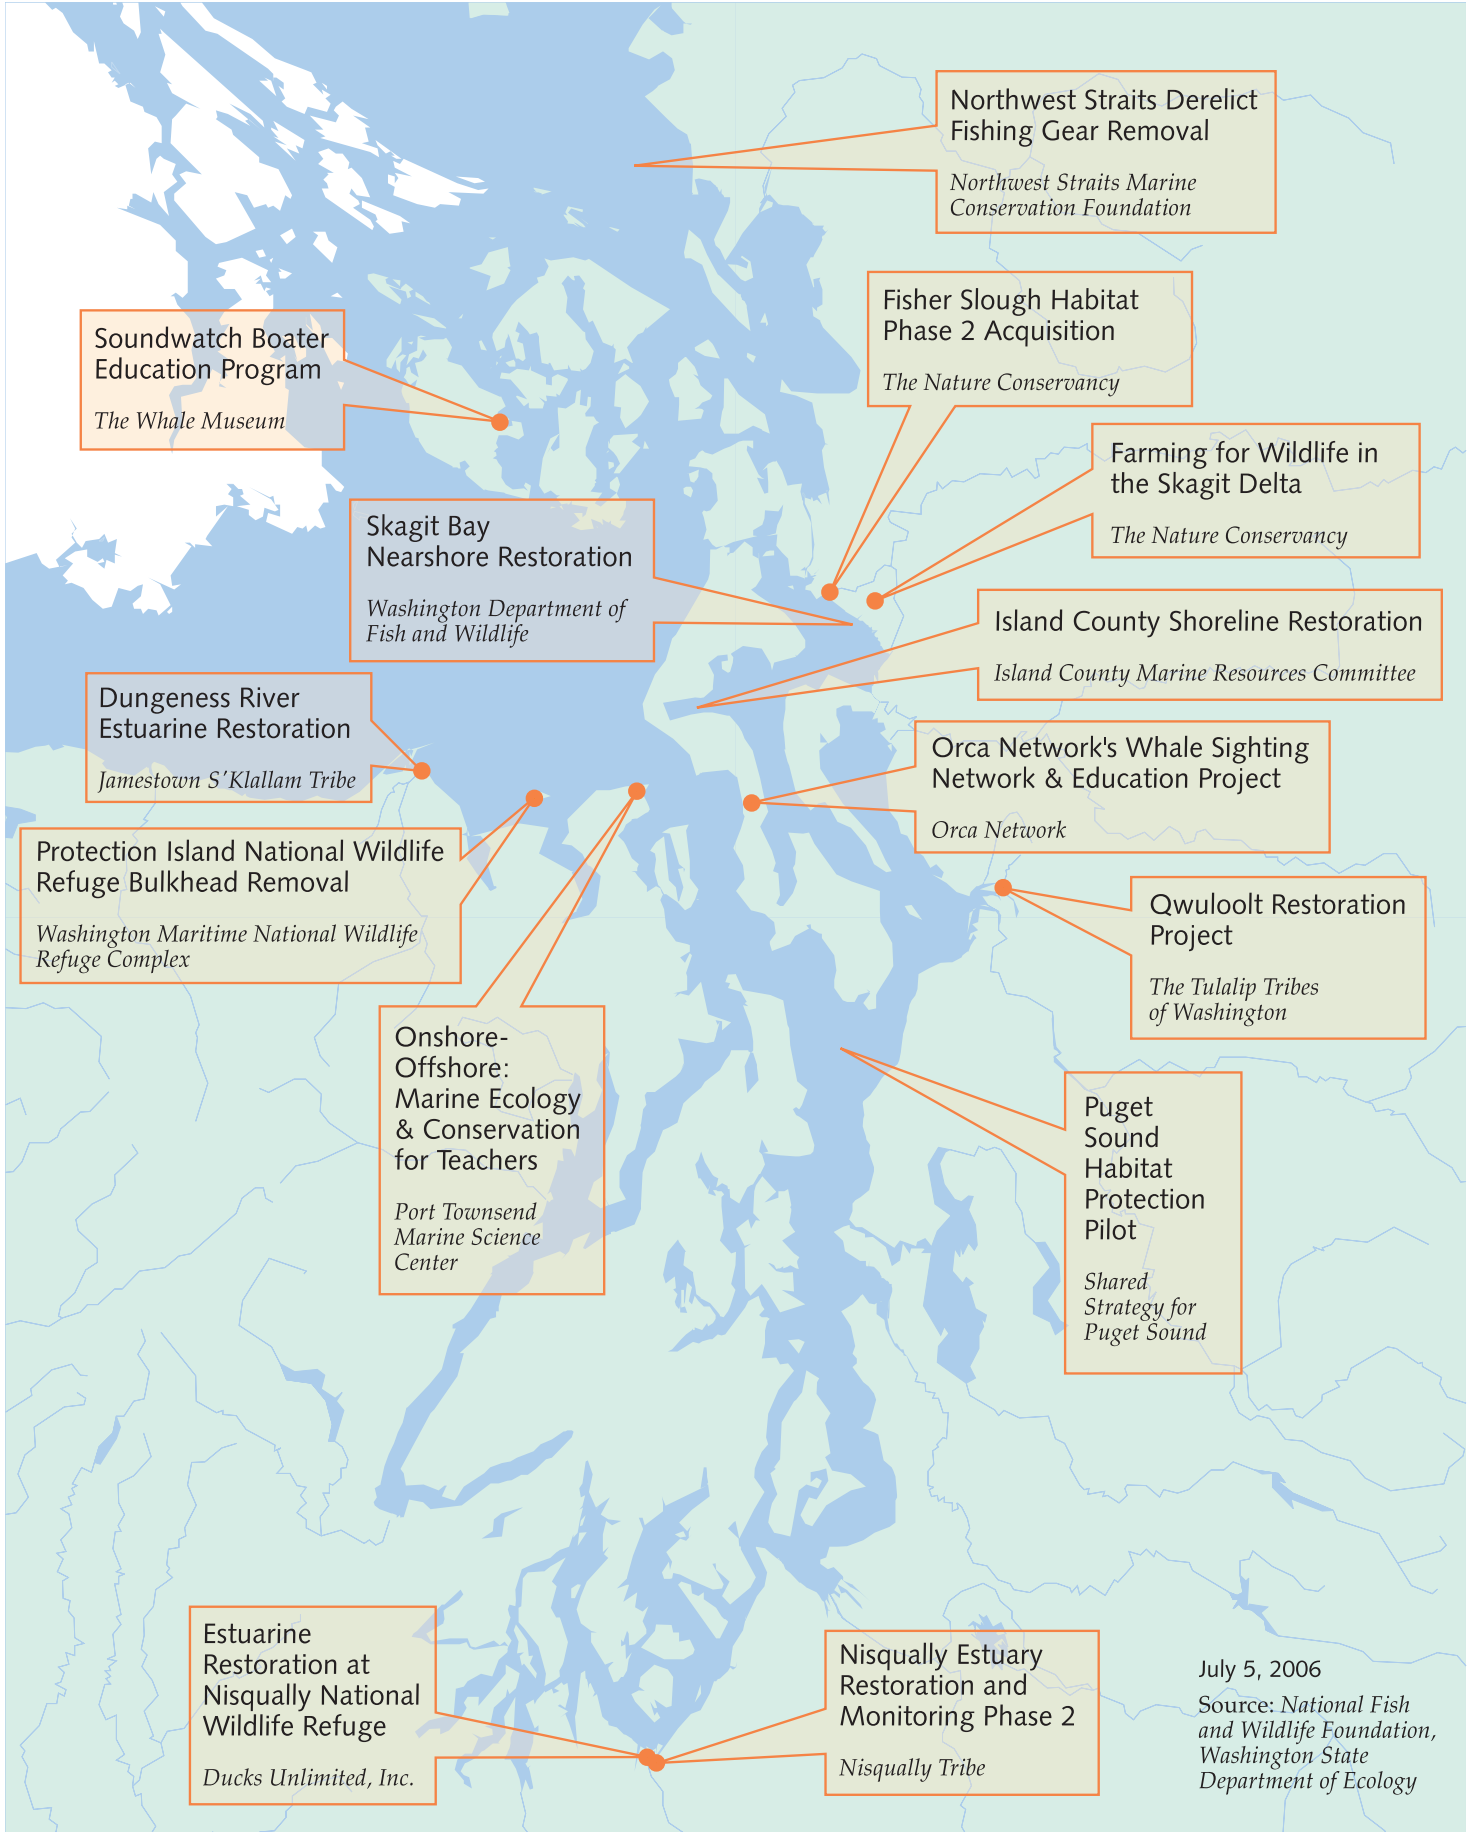 Northwest Straits Derelict
Fishing Gear Removal
Northwest Straits Marine
Conservation Foundation
Fisher Slough Habitat
Phase 2 Acquisition
The Nature Conservancy
Soundwatch Boater
Education Program
The Whale Museum
Farming for Wildlife in
the Skagit Delta
The Nature Conservancy
Skagit Bay
Nearshore Restoration
Washington Department of
Fish and Wildlife
Island County Shoreline Restoration
Island County Marine Resources Committee
Dungeness River
Estuarine Restoration
Jamestown S'Klallam Tribe
Orca Network's Whale Sighting
Network & Education Project
Orca Network
Protection Island National Wildlife
Refuge Bulkhead Removal
Washington Maritime National Wildlife
Refuge Complex
Qwuloolt Restoration
Project
The Tulalip Tribes
of Washington
Onshore-
Offshore:
Marine Ecology
& Conservation
for Teachers
Port Townsend
Marine Science
Center
Puget
Sound
Habitat
Protection
Pilot
Shared
Strategy for
Puget Sound
Estuarine
Restoration at
Nisqually National
Wildlife Refuge
Ducks Unlimited, Inc.
Nisqually Estuary
Restoration and
Monitoring Phase 2
Nisqually Tribe
July 5, 2006
Source: National Fish
and Wildlife Foundation,
Washington State
Department of Ecology